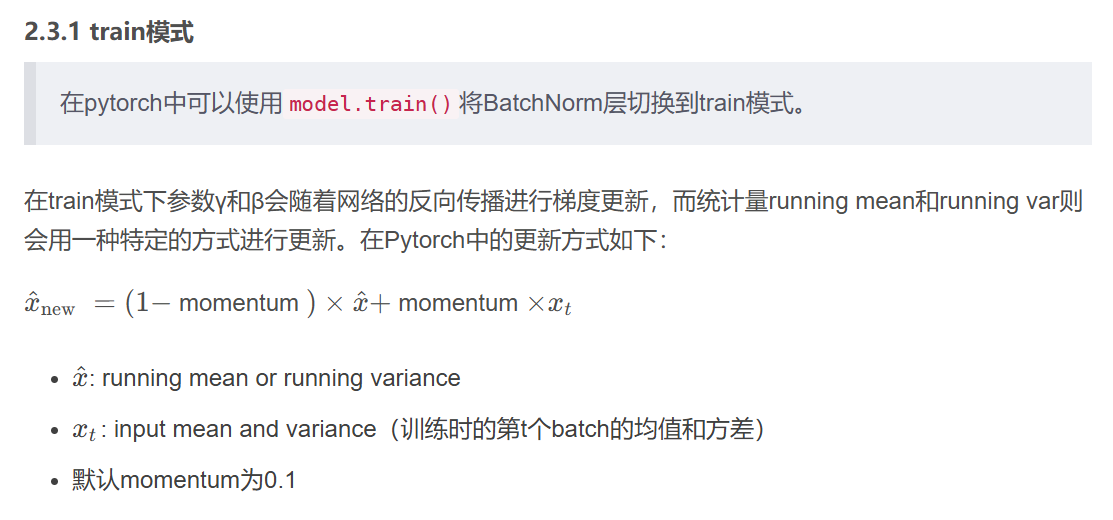 2.3.1 train模式
在pytorch中可以使用 model.train() 将BatchNorm层切换到train模式。
在train模式下参数γ和β会随着网络的反向传播进行梯度更新，而统计量running mean和running var则
会用一种特定的方式进行更新。在Pytorch中的更新方式如下：
x̂_new = (1− momentum ) × x̂+ momentum ×x_t
• x̂: running mean or running variance
• x_t : input mean and variance（训练时的第t个batch的均值和方差）
• 默认momentum为0.1